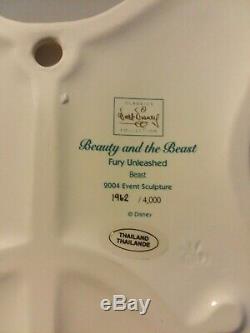 CLASSICS
Walt Disney
COLLECTION
Beauty and the Beast
Fury Unleashed
Beast
2004 Event Sculpture
1962 / 4,000
© Disney
THAILAND
THAILANDE